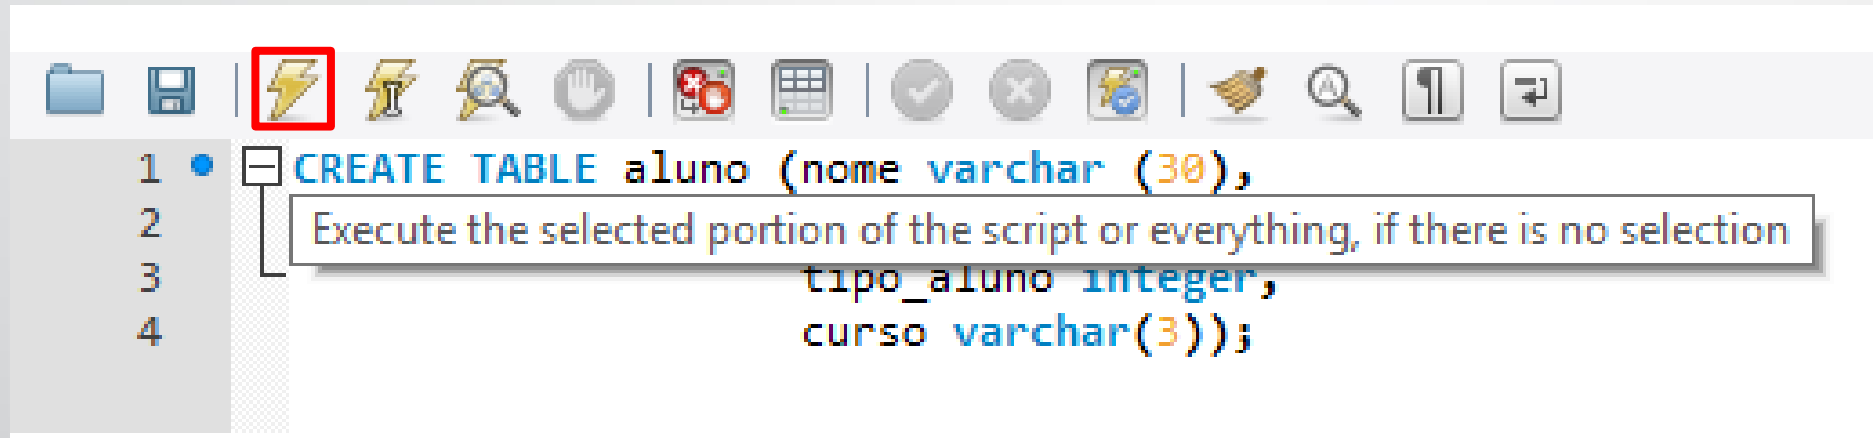 1 CREATE TABLE aluno (nome varchar (30),
2
Execute the selected portion of the script or everything, if there is no selection
3 tipo_aluno integer,
4 curso varchar(3));